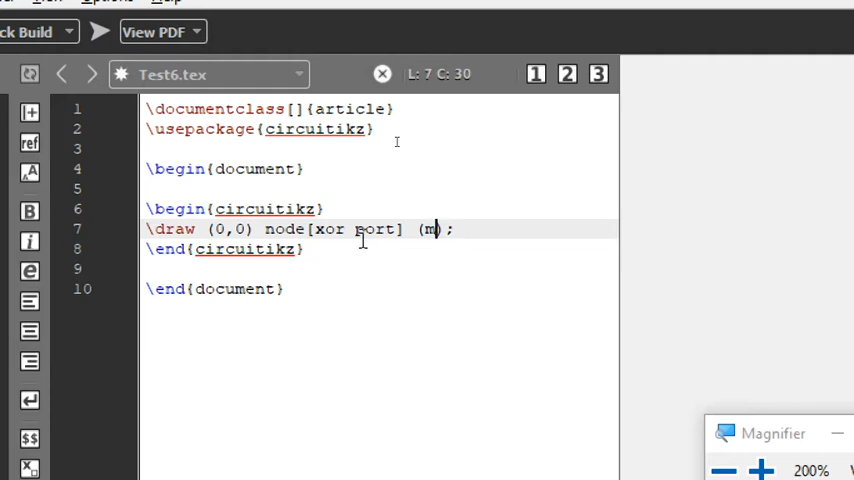 ck Build View PDF
Test6.tex L: 7 C: 30 1 2 3
1 \documentclass[]{article}
2 \usepackage{circuitikz}
3
4 \begin{document}
5
6 \begin{circuitikz}
7 \draw (0,0) node[xor port] (m);
8 \end{circuitikz}
9
10 \end{document}
ref
A
B
i
e
$$
Magnifier
200%